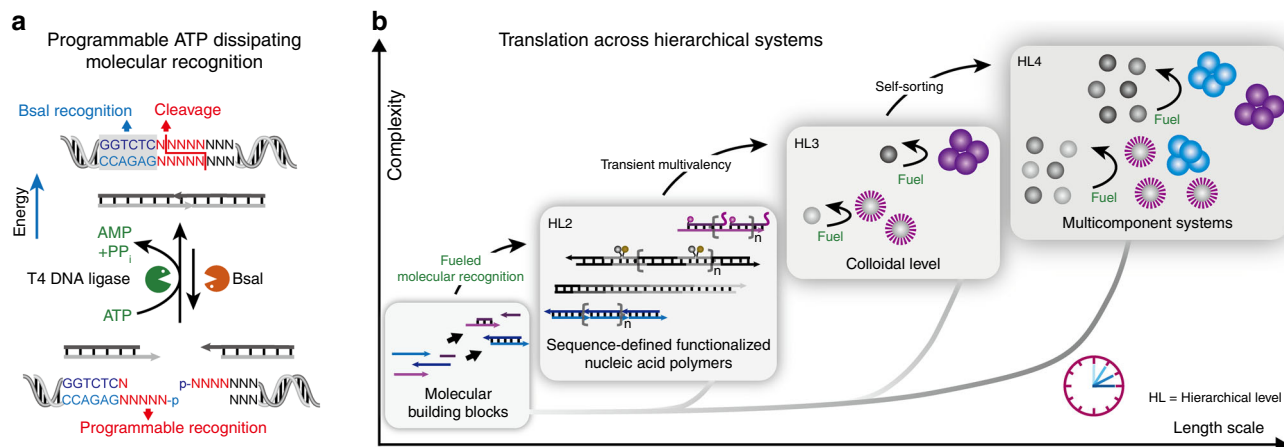 a
Programmable ATP dissipating
molecular recognition
BsaI recognition
Cleavage
GGTCTCNNNNNNNN
CCAGAGNNNNNNNN
Energy
AMP
+PPi
T4 DNA ligase
BsaI
ATP
GGTCTCN
p-NNNNNNN
CCAGAGNNNNN-p
NNN
Programmable recognition
b
Translation across hierarchical systems
Complexity
Fueled
molecular recognition
Transient multivalency
Self-sorting
Molecular
building blocks
HL2
n
n
n
Sequence-defined functionalized
nucleic acid polymers
HL3
Fuel
Fuel
Colloidal level
HL4
Fuel
Fuel
Multicomponent systems
HL = Hierarchical level
Length scale